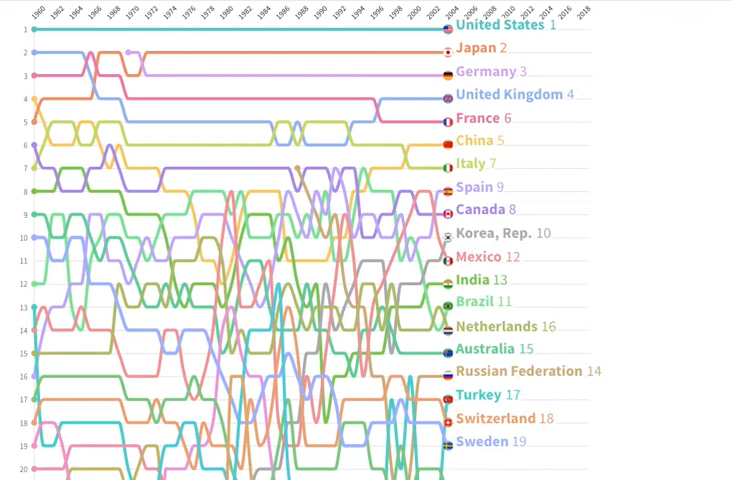 1960 1962 1964 1966 1968 1970 1972 1974 1976 1978 1980 1982 1984 1986 1988 1990 1992 1994 1996 1998 2000 2002 2004 2006 2008 2010 2012 2014 2016 2018
1 United States 1
2 Japan 2
3 Germany 3
4 United Kingdom 4
5 France 6
6 China 5
7 Italy 7
8 Spain 9
9 Canada 8
10 Korea, Rep. 10
11 Mexico 12
12 India 13
13 Brazil 11
14 Netherlands 16
15 Australia 15
16 Russian Federation 14
17 Turkey 17
18 Switzerland 18
19 Sweden 19
20